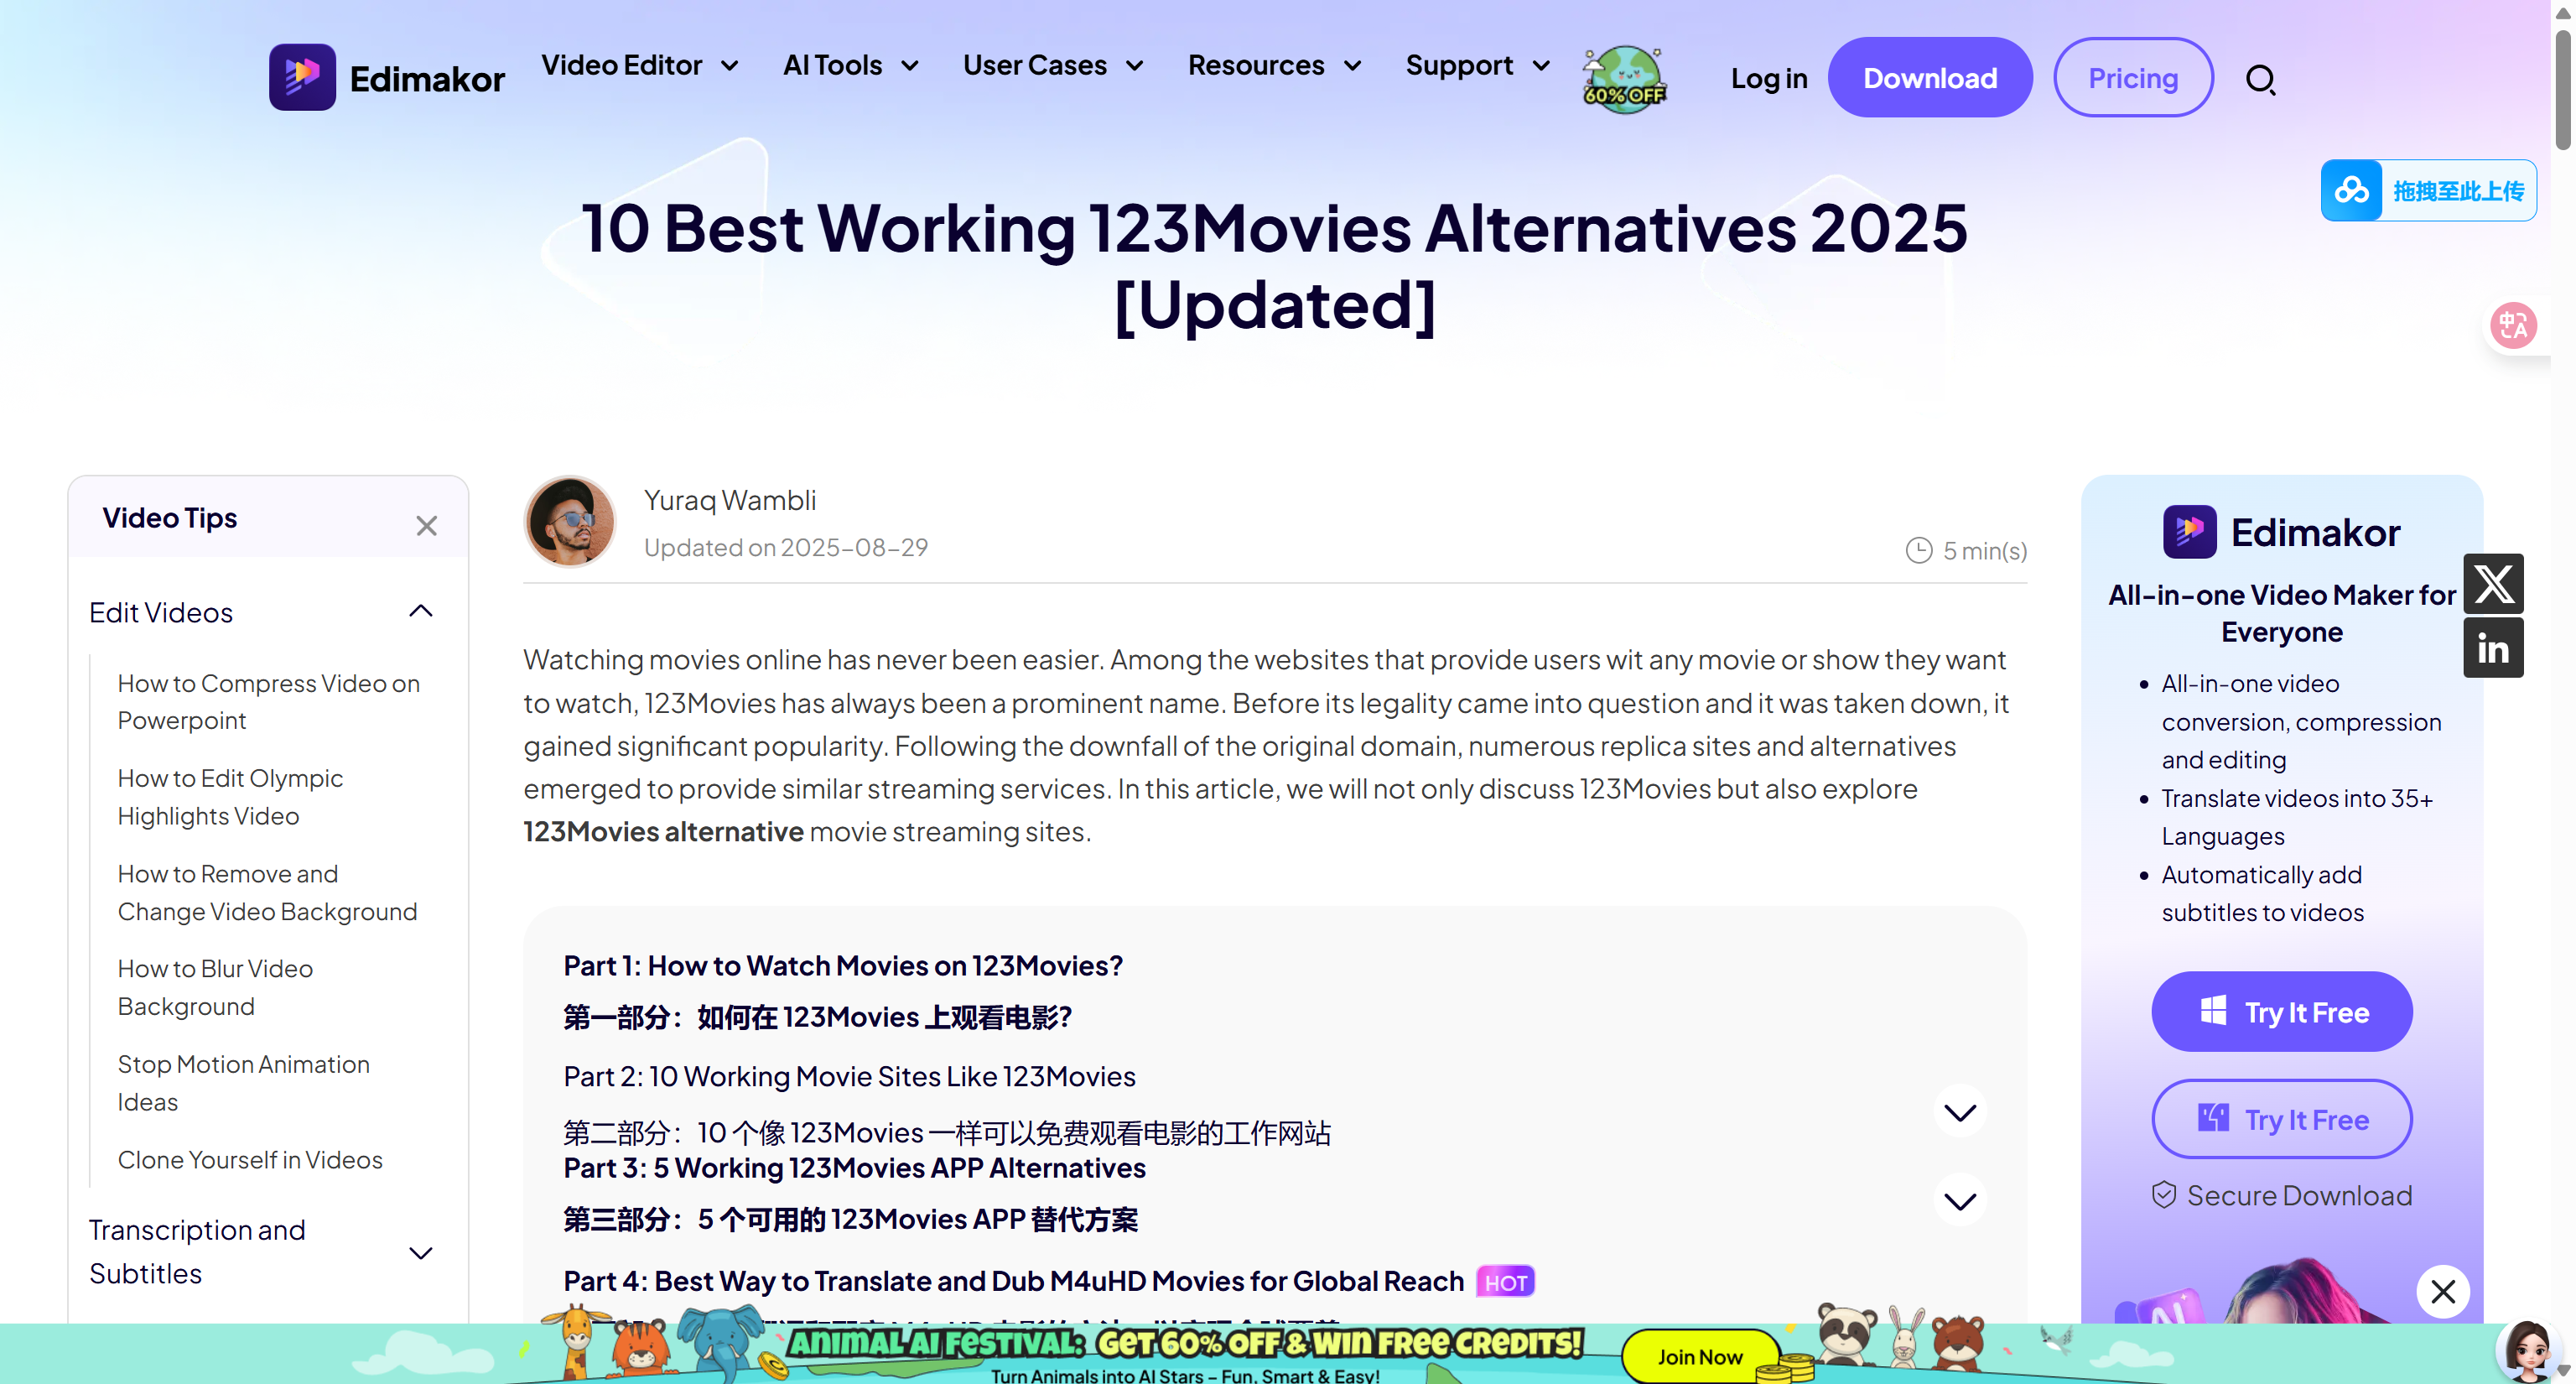 Edimakor
Video Editor
AI Tools
User Cases
Resources
Support
60% OFF
Log in
Download
Pricing
拖拽至此上传
10 Best Working 123Movies Alternatives 2025
[Updated]
Video Tips
Edit Videos
How to Compress Video on
Powerpoint
How to Edit Olympic
Highlights Video
How to Remove and
Change Video Background
How to Blur Video
Background
Stop Motion Animation
Ideas
Clone Yourself in Videos
Transcription and
Subtitles
Yuraq Wambli
Updated on 2025-08-29
5 min(s)
Watching movies online has never been easier. Among the websites that provide users wit any movie or show they want
to watch, 123Movies has always been a prominent name. Before its legality came into question and it was taken down, it
gained significant popularity. Following the downfall of the original domain, numerous replica sites and alternatives
emerged to provide similar streaming services. In this article, we will not only discuss 123Movies but also explore
123Movies alternative movie streaming sites.
Part 1: How to Watch Movies on 123Movies?
第一部分：如何在 123Movies 上观看电影？
Part 2: 10 Working Movie Sites Like 123Movies
第二部分：10 个像 123Movies 一样可以免费观看电影的工作网站
Part 3: 5 Working 123Movies APP Alternatives
第三部分：5 个可用的 123Movies APP 替代方案
Part 4: Best Way to Translate and Dub M4uHD Movies for Global Reach HOT
Edimakor
All-in-one Video Maker for
Everyone
All-in-one video
conversion, compression
and editing
Translate videos into 35+
Languages
Automatically add
subtitles to videos
Try It Free
Try It Free
Secure Download
AI
in
中A
ANIMAL AI FESTIVAL: GET 60% OFF & WIN FREE CREDITS!
Turn Animals into AI Stars – Fun, Smart & Easy!
Join Now